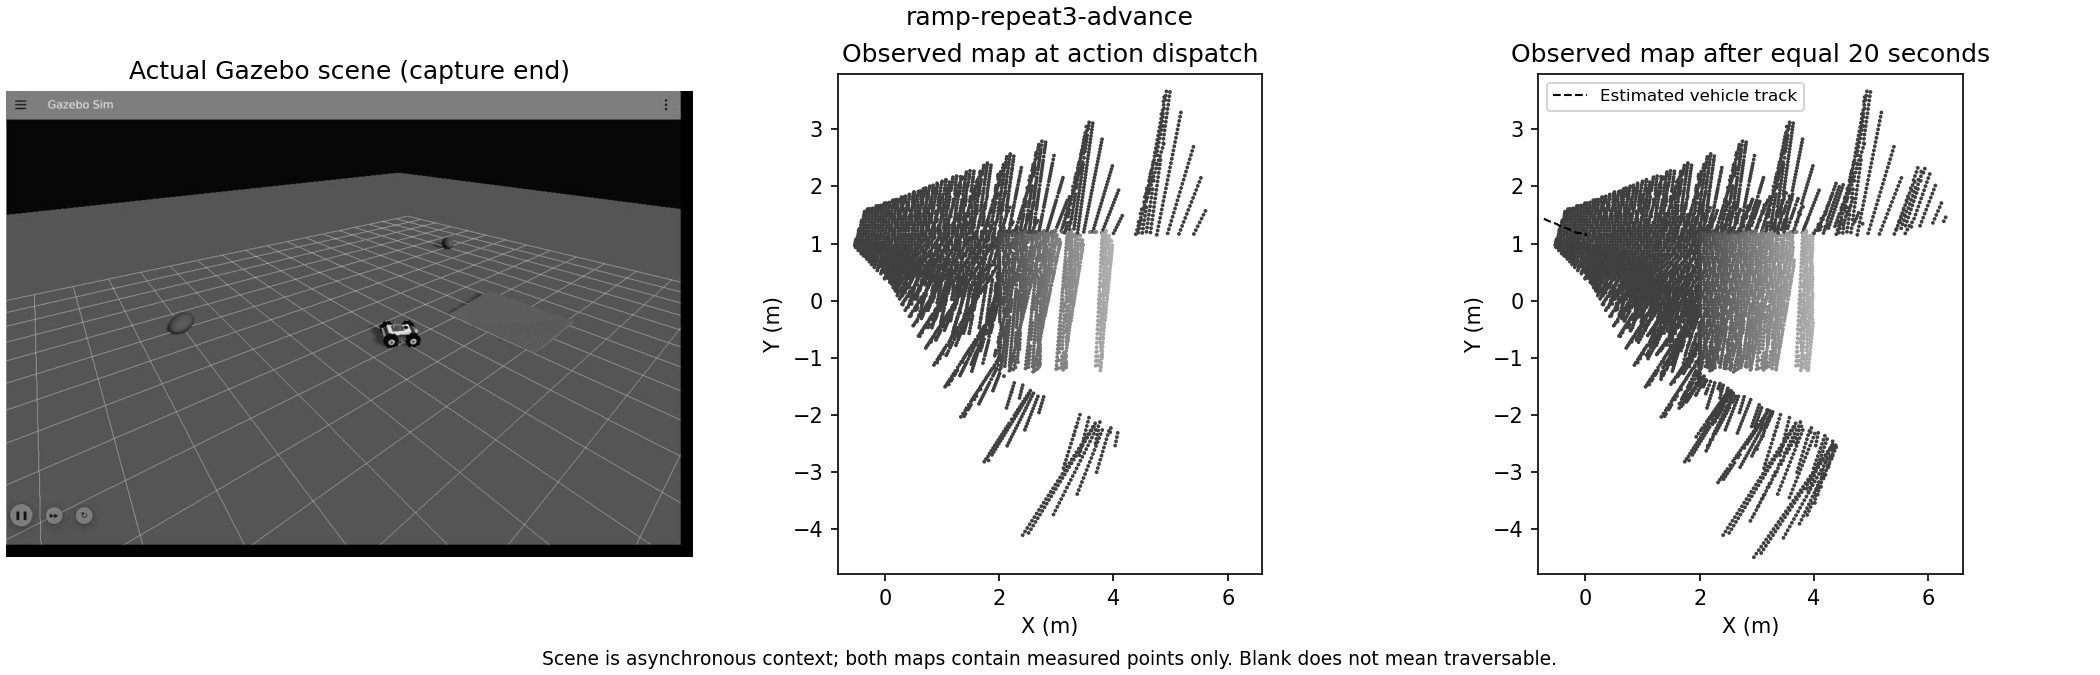 ramp-repeat3-advance
Actual Gazebo scene (capture end)
Gazebo Sim
Observed map at action dispatch
3
2
1
0
−1
−2
−3
−4
Y (m)
0 2 4 6
X (m)
Observed map after equal 20 seconds
Estimated vehicle track
3
2
1
0
−1
−2
−3
−4
Y (m)
0 2 4 6
X (m)
Scene is asynchronous context; both maps contain measured points only. Blank does not mean traversable.